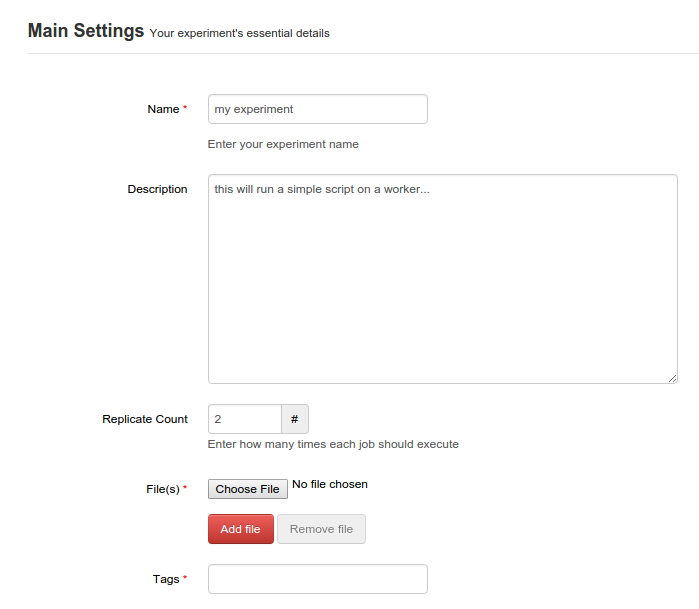 Main Settings Your experiment's essential details
Name *
my experiment
Enter your experiment name
Description
this will run a simple script on a worker...
Replicate Count
2 #
Enter how many times each job should execute
File(s) *
Choose File No file chosen
Add file Remove file
Tags *